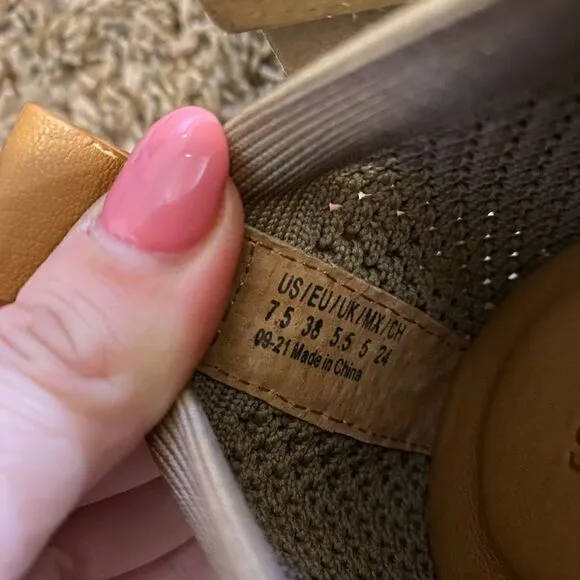 US/EU/UK/MX/CH
7.5 38 5.5 5 24
09-21 Made in China